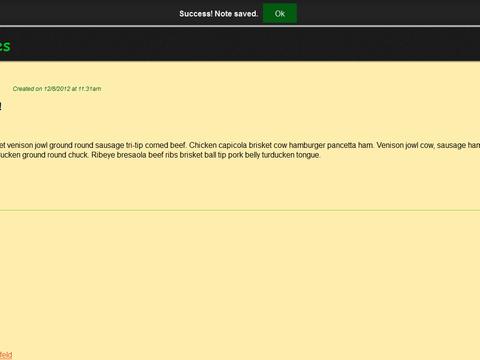 Success! Note saved. Ok
es
Created on 12/8/2012 at 11:31am
!
et venison jowl ground round sausage tri-tip corned beef. Chicken capicola brisket cow hamburger pancetta ham. Venison jowl cow, sausage ham
ucken ground round chuck. Ribeye bresaola beef ribs brisket ball tip pork belly turducken tongue.
feld